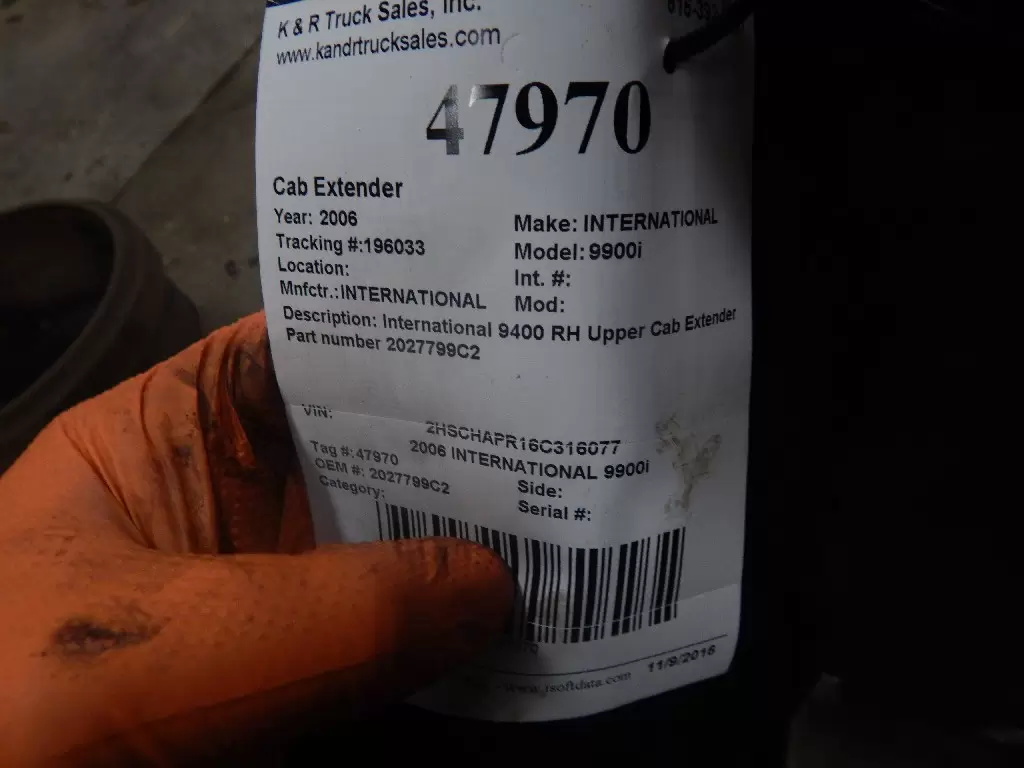 K & R Truck Sales, Inc.
www.kandrtrucksales.com
47970
Cab Extender
Year: 2006
Make: INTERNATIONAL
Tracking #:196033
Model: 9900i
Location:
Int. #:
Mnfctr.:INTERNATIONAL
Mod:
Description: International 9400 RH Upper Cab Extender
Part number 2027799C2
VIN:
2HSCHAPR16C316077
2006 INTERNATIONAL 9900i
Tag #:47970
OEM #: 2027799C2
Side:
Category:
Serial #:
11/9/2016
www.jsoftdata.com